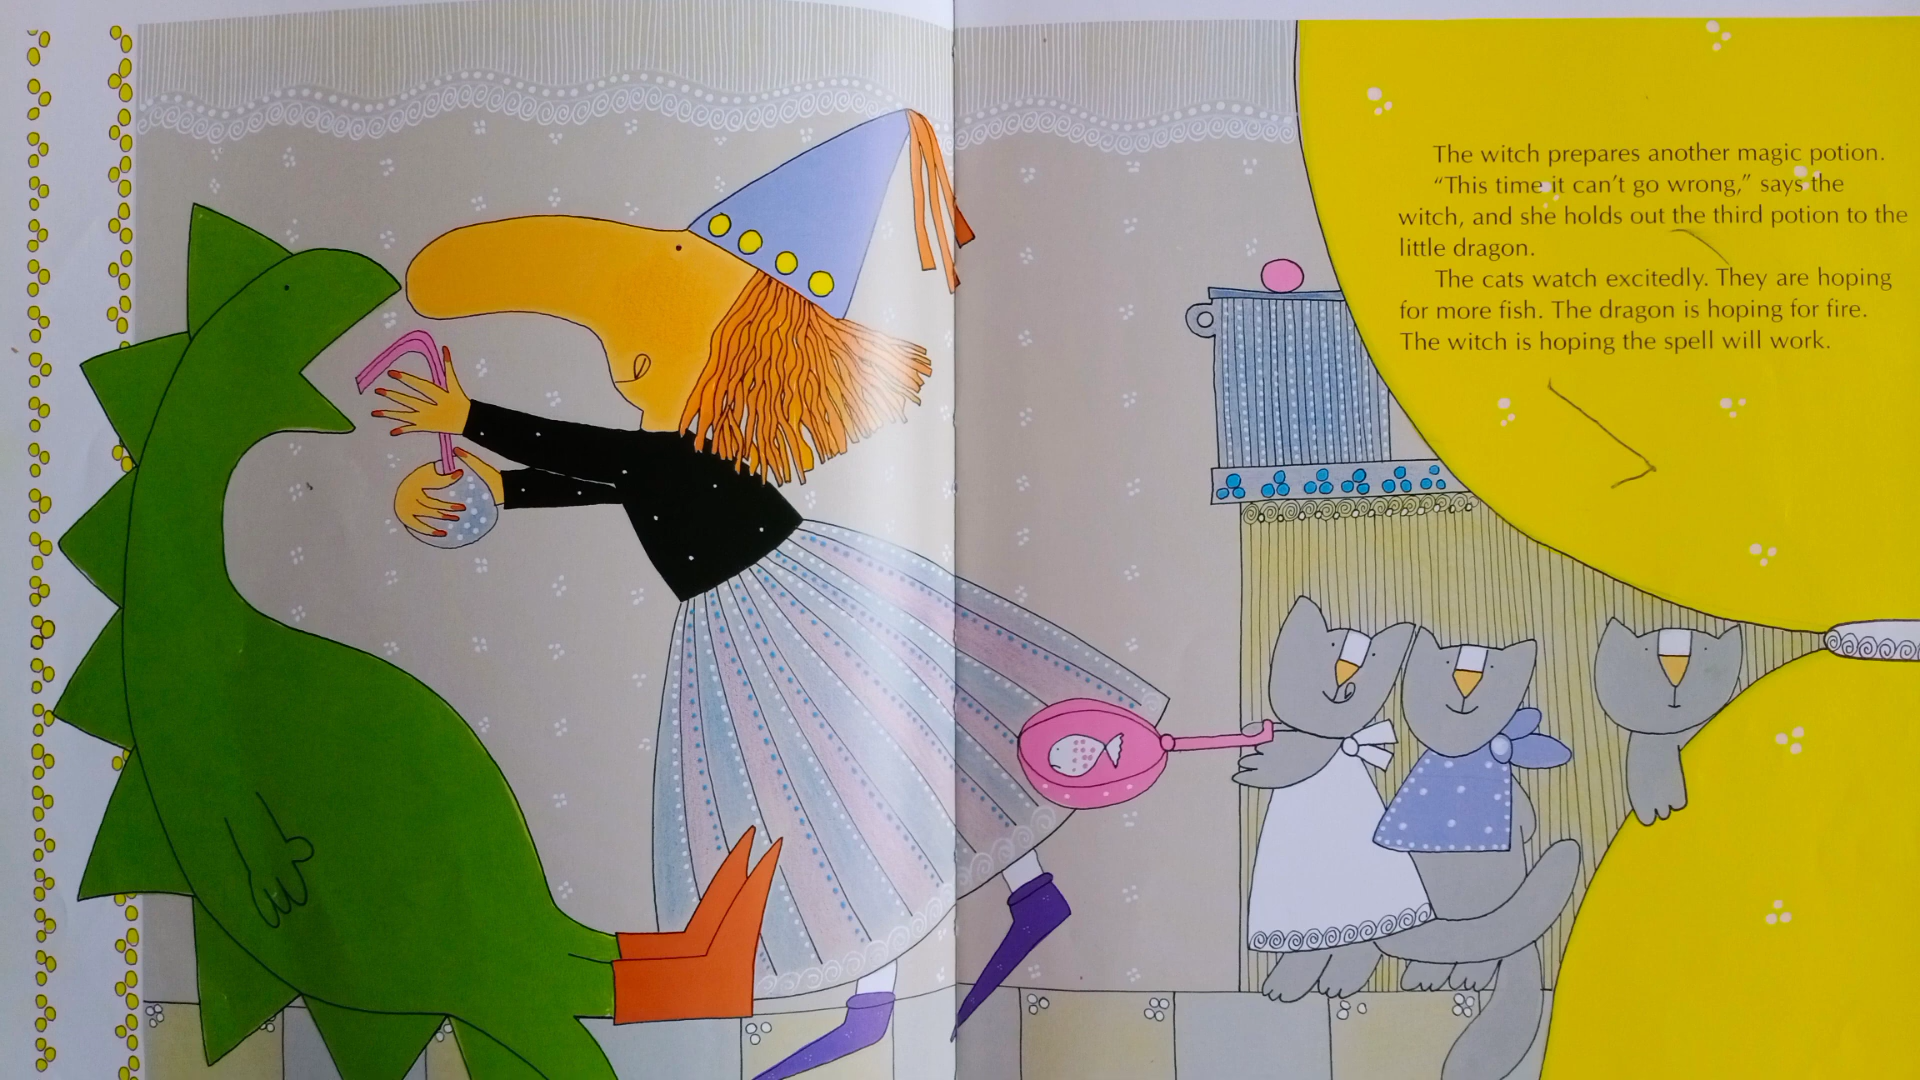 The witch prepares another magic potion.
“This time it can’t go wrong,” says the
witch, and she holds out the third potion to the
little dragon.
The cats watch excitedly. They are hoping
for more fish. The dragon is hoping for fire.
The witch is hoping the spell will work.